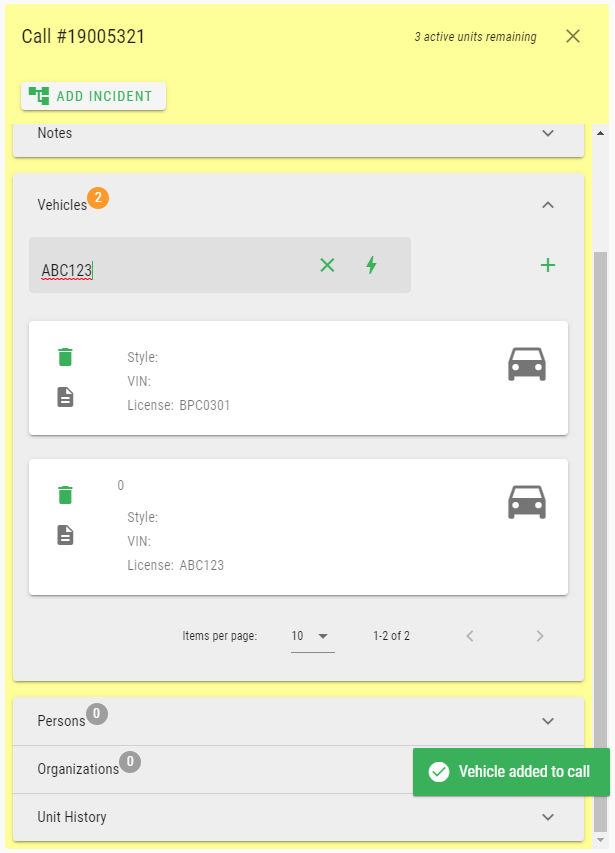 Call #19005321
3 active units remaining
ADD INCIDENT
Notes
Vehicles 2
ABC123
Style:
VIN:
License: BPC0301
0
Style:
VIN:
License: ABC123
Items per page: 10 1-2 of 2
Persons 0
Organizations 0
Vehicle added to call
Unit History